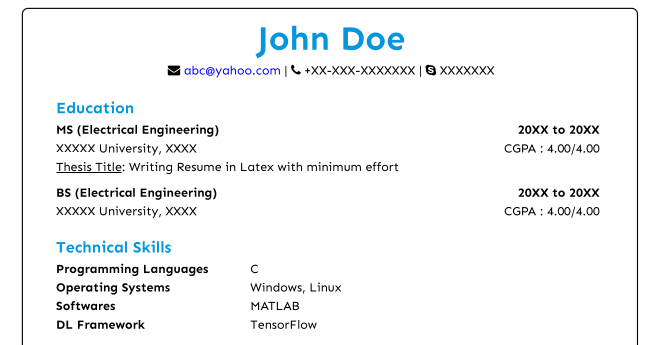 John Doe
abc@yahoo.com | +XX-XXX-XXXXXXX | XXXXXXX
Education
MS (Electrical Engineering) 20XX to 20XX
XXXXX University, XXXX CGPA : 4.00/4.00
Thesis Title: Writing Resume in Latex with minimum effort
BS (Electrical Engineering) 20XX to 20XX
XXXXX University, XXXX CGPA : 4.00/4.00
Technical Skills
Programming Languages C
Operating Systems Windows, Linux
Softwares MATLAB
DL Framework TensorFlow